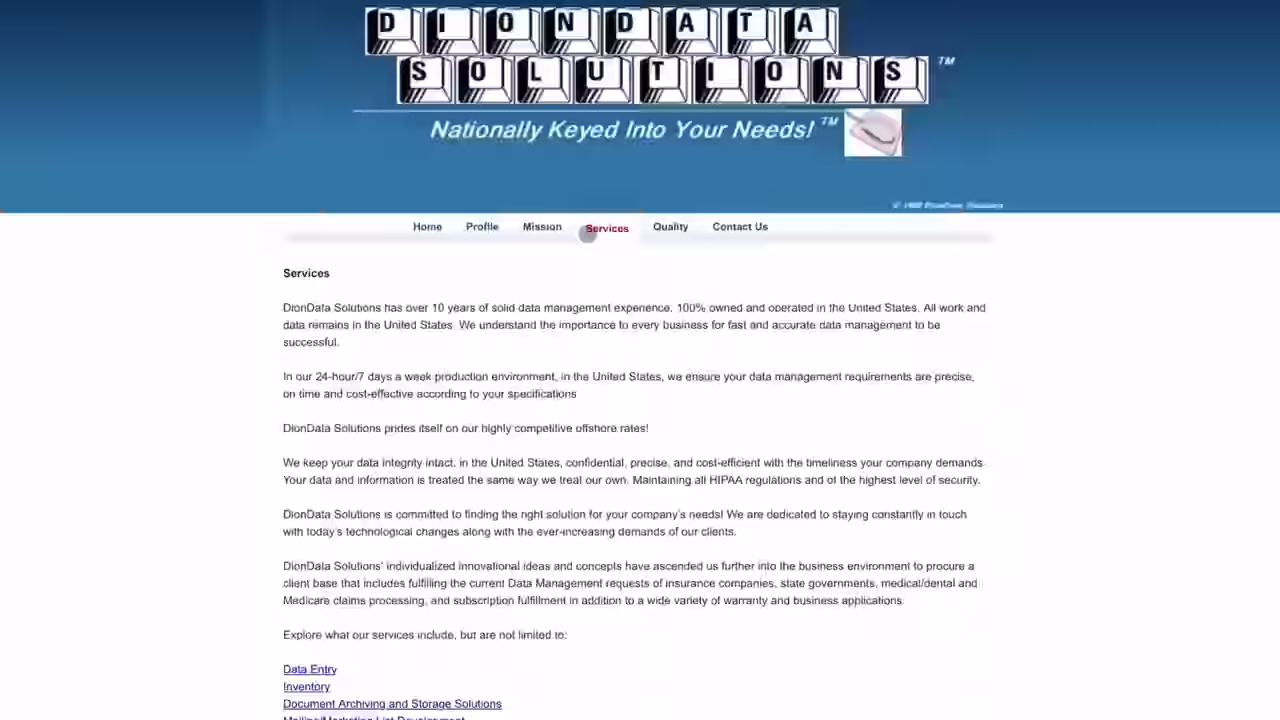 DIONDATA
SOLUTIONS ™
Nationally Keyed Into Your Needs! ™
© 1998 DionData Solutions
Home Profile Mission Services Quality Contact Us
Services
DionData Solutions has over 10 years of solid data management experience. 100% owned and operated in the United States. All work and
data remains in the United States. We understand the importance to every business for fast and accurate data management to be
successful.
In our 24-hour/7 days a week production environment, in the United States, we ensure your data management requirements are precise,
on time and cost-effective according to your specifications
DionData Solutions prides itself on our highly competitive offshore rates!
We keep your data integrity intact, in the United States, confidential, precise, and cost-efficient with the timeliness your company demands
Your data and information is treated the same way we treat our own. Maintaining all HIPAA regulations and of the highest level of security.
DionData Solutions is committed to finding the right solution for your company's needs! We are dedicated to staying constantly in touch
with today's technological changes along with the ever-increasing demands of our clients.
DionData Solutions' individualized innovational ideas and concepts have ascended us further into the business environment to procure a
client base that includes fulfilling the current Data Management requests of insurance companies, state governments, medical/dental and
Medicare claims processing, and subscription fulfillment in addition to a wide variety of warranty and business applications.
Explore what our services include, but are not limited to:
Data Entry
Inventory
Document Archiving and Storage Solutions
Mailing/Marketing List Development